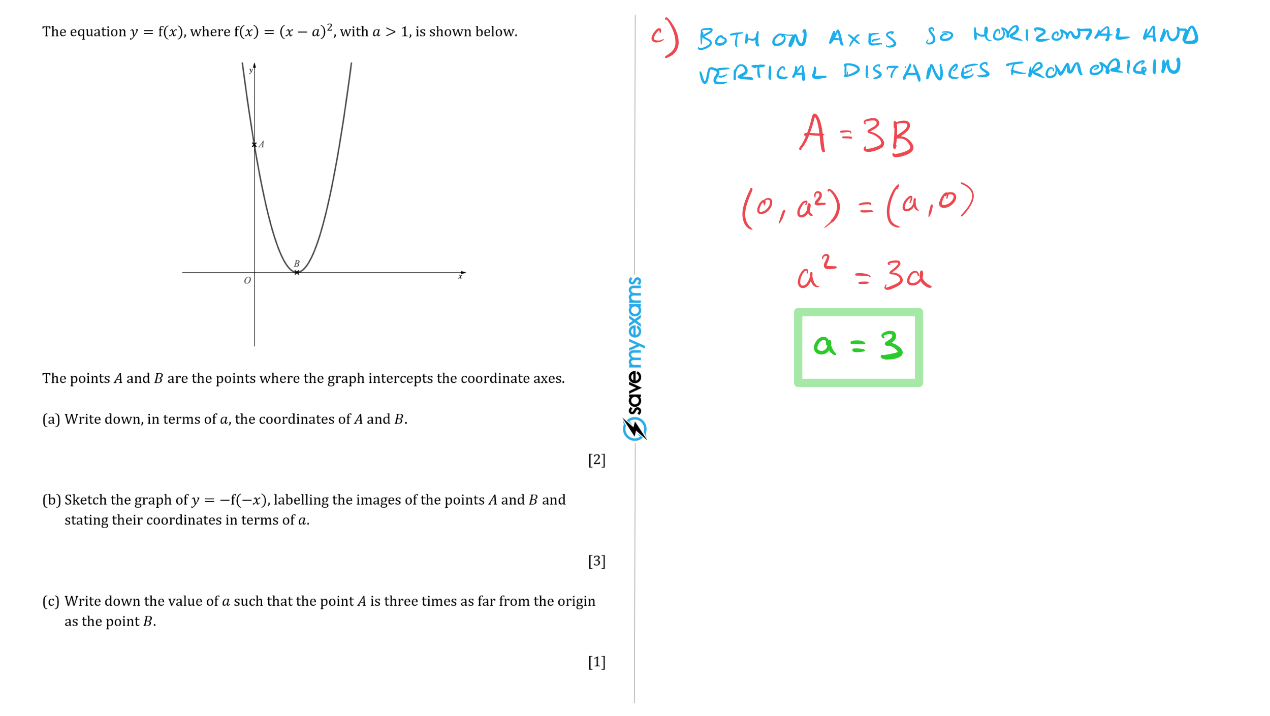 The equation y = f(x), where f(x) = (x − a)², with a > 1, is shown below.
y
A
B
O
x
The points A and B are the points where the graph intercepts the coordinate axes.
(a) Write down, in terms of a, the coordinates of A and B.
[2]
(b) Sketch the graph of y = −f(−x), labelling the images of the points A and B and
stating their coordinates in terms of a.
[3]
(c) Write down the value of a such that the point A is three times as far from the origin
as the point B.
[1]
savemyexams
c) BOTH ON AXES SO HORIZONTAL AND
VERTICAL DISTANCES FROM ORIGIN
A = 3B
(0, a²) = (a, 0)
a² = 3a
a = 3